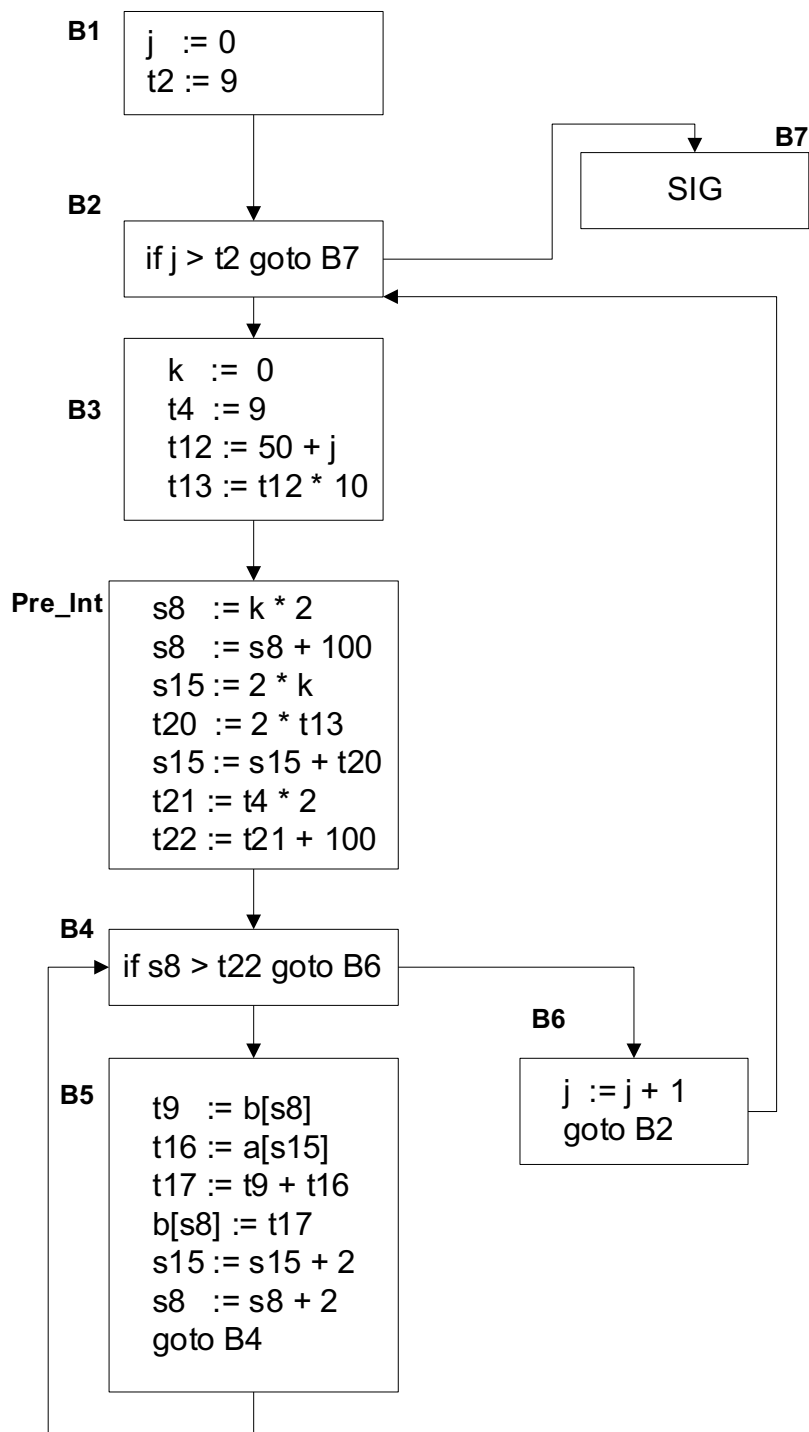 B1
j := 0
t2 := 9
B7
SIG
B2
if j > t2 goto B7
B3
k := 0
t4 := 9
t12 := 50 + j
t13 := t12 * 10
Pre_Int
s8 := k * 2
s8 := s8 + 100
s15 := 2 * k
t20 := 2 * t13
s15 := s15 + t20
t21 := t4 * 2
t22 := t21 + 100
B4
if s8 > t22 goto B6
B6
j := j + 1
goto B2
B5
t9 := b[s8]
t16 := a[s15]
t17 := t9 + t16
b[s8] := t17
s15 := s15 + 2
s8 := s8 + 2
goto B4